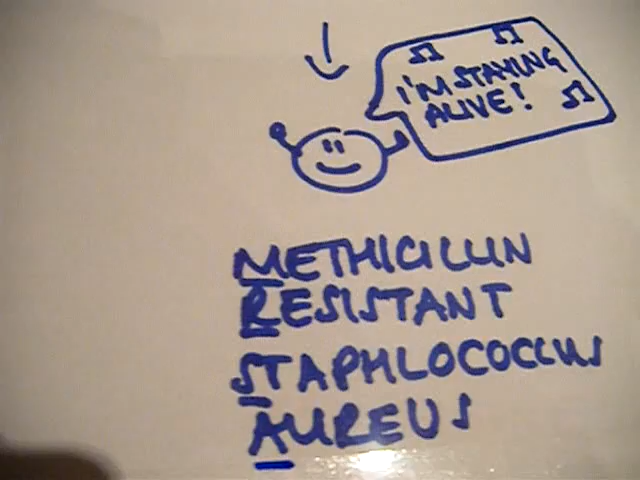 I'M STAYING
ALIVE!
METHICILLIN
RESISTANT
STAPHLOCOCCUS
AUREUS